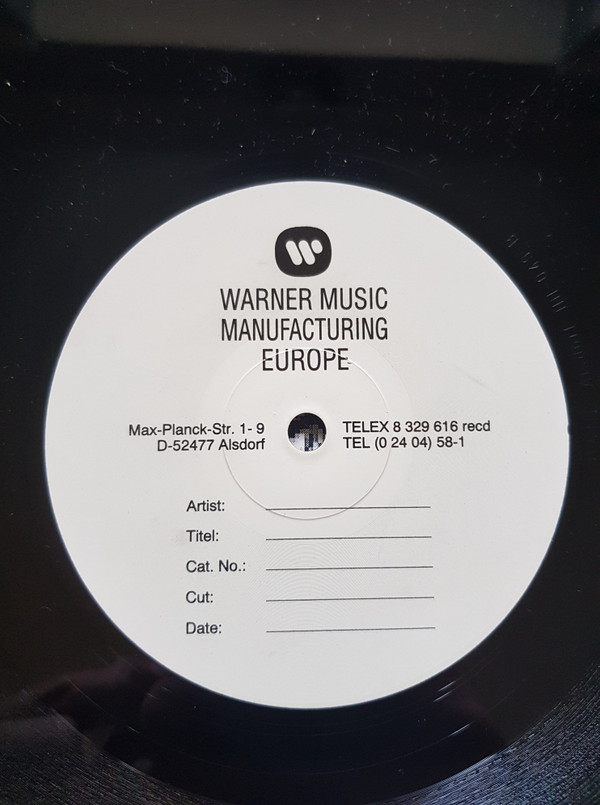 WARNER MUSIC
MANUFACTURING
EUROPE
Max-Planck-Str. 1- 9
D-52477 Alsdorf
TELEX 8 329 616 recd
TEL (0 24 04) 58-1
Artist:
Titel:
Cat. No.:
Cut:
Date: